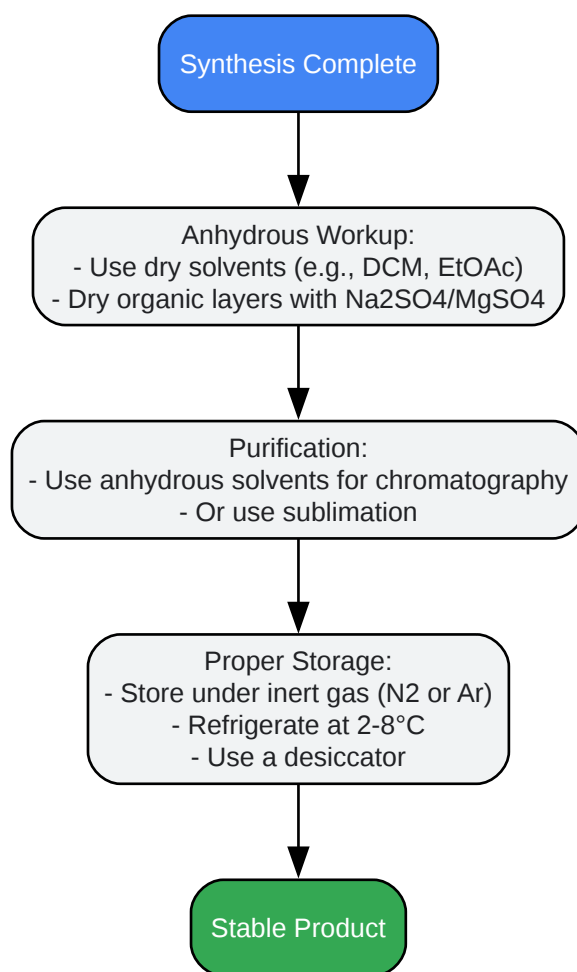 Synthesis Complete
Anhydrous Workup:
- Use dry solvents (e.g., DCM, EtOAc)
- Dry organic layers with Na2SO4/MgSO4
Purification:
- Use anhydrous solvents for chromatography
- Or use sublimation
Proper Storage:
- Store under inert gas (N2 or Ar)
- Refrigerate at 2-8°C
- Use a desiccator
Stable Product